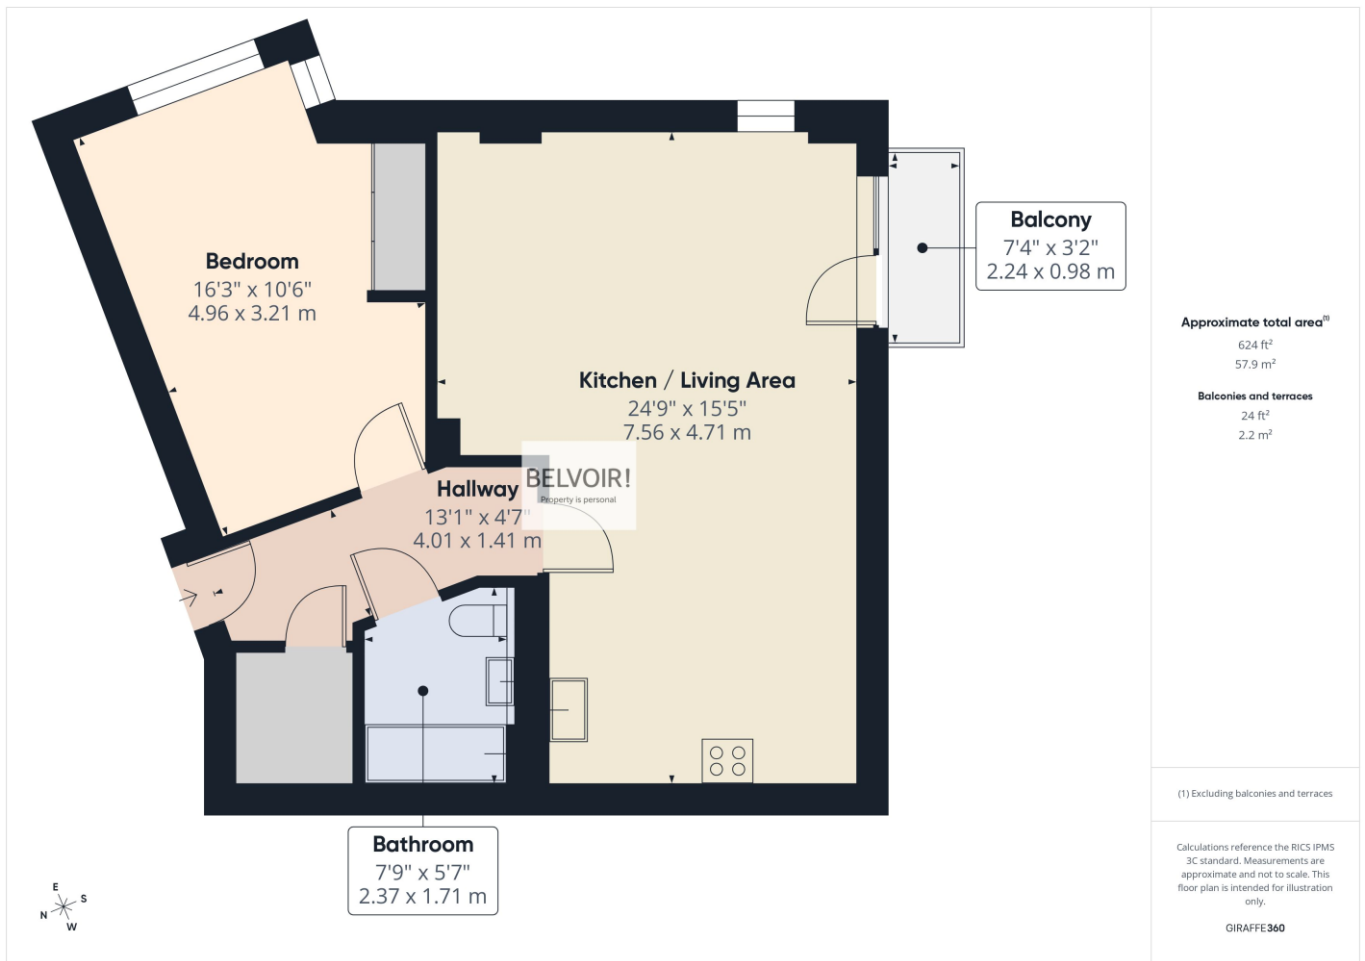 Bedroom
16'3" x 10'6"
4.96 x 3.21 m
Balcony
7'4" x 3'2"
2.24 x 0.98 m
Kitchen / Living Area
24'9" x 15'5"
7.56 x 4.71 m
BELVOIR!
Property is personal
Hallway
13'1" x 4'7"
4.01 x 1.41 m
Bathroom
7'9" x 5'7"
2.37 x 1.71 m
E
S
N
W
Approximate total area(1)
624 ft²
57.9 m²
Balconies and terraces
24 ft²
2.2 m²
(1) Excluding balconies and terraces
Calculations reference the RICS IPMS
3C standard. Measurements are
approximate and not to scale. This
floor plan is intended for illustration
only.
GIRAFFE360